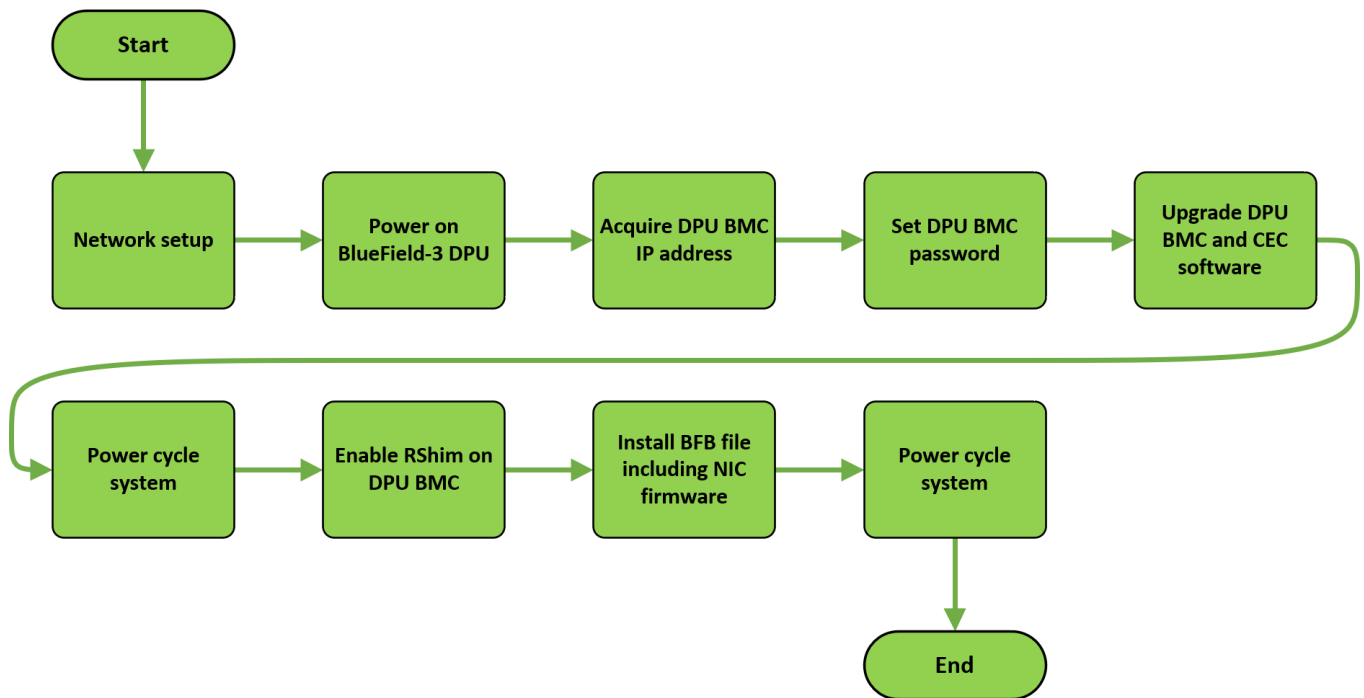 Start
Network setup
Power on
BlueField-3 DPU
Acquire DPU BMC
IP address
Set DPU BMC
password
Upgrade DPU
BMC and CEC
software
Power cycle
system
Enable RShim on
DPU BMC
Install BFB file
including NIC
firmware
Power cycle
system
End